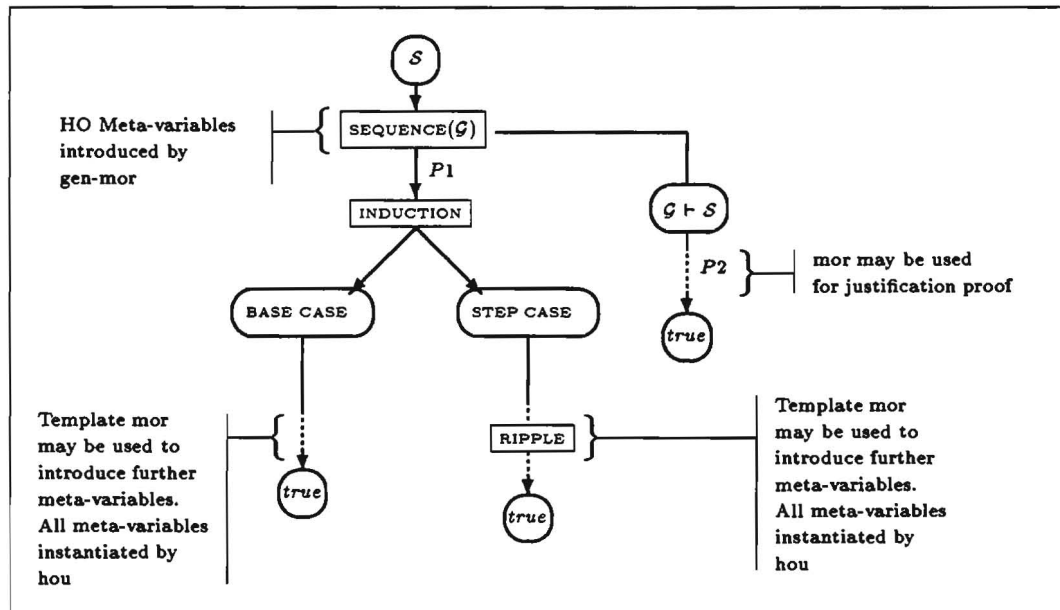 S
HO Meta-variables
introduced by
gen-mor
SEQUENCE(G)
P1
INDUCTION
G ⊢ S
P2
mor may be used
for justification proof
true
BASE CASE
STEP CASE
Template mor
may be used to
introduce further
meta-variables.
All meta-variables
instantiated by
hou
true
RIPPLE
true
Template mor
may be used to
introduce further
meta-variables.
All meta-variables
instantiated by
hou